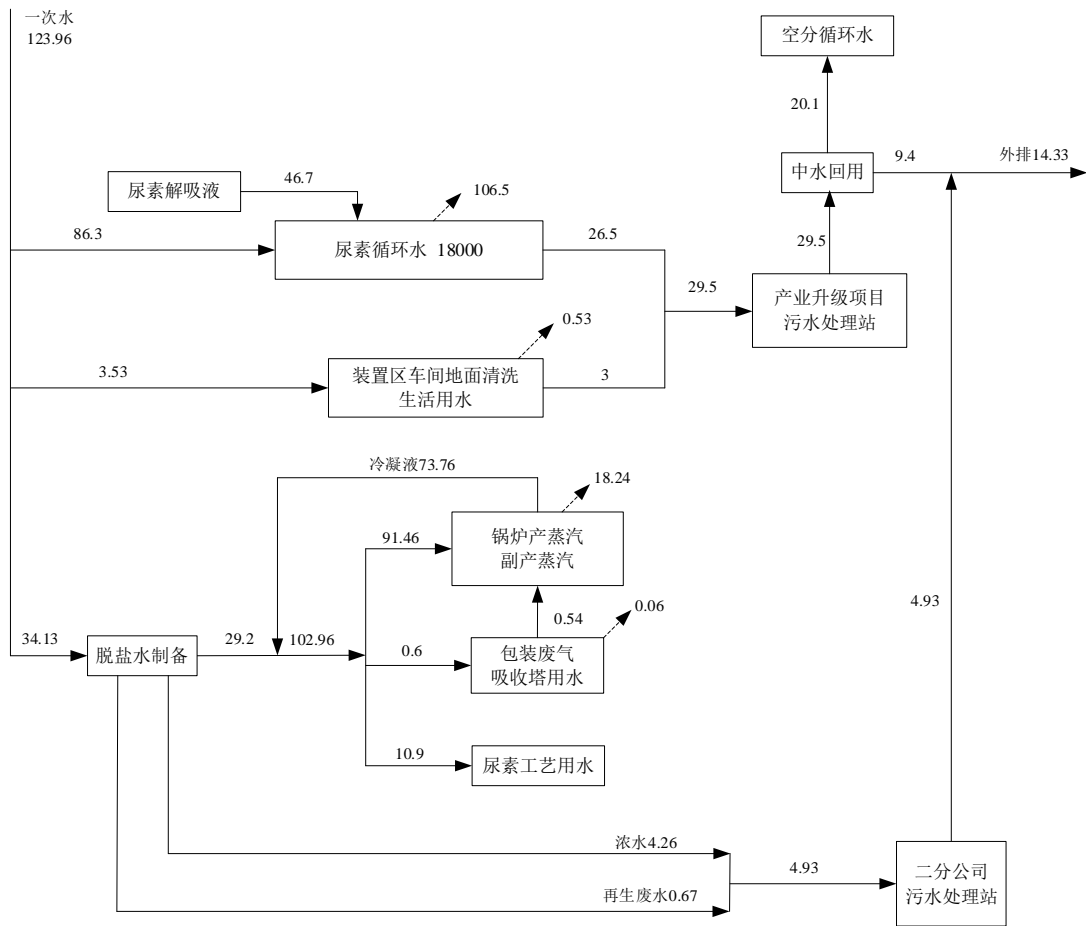 一次水
123.96
空分循环水
20.1
中水回用
9.4
外排14.33
尿素解吸液
46.7
106.5
86.3
尿素循环水 18000
26.5
29.5
29.5
产业升级项目
污水处理站
0.53
3.53
装置区车间地面清洗
生活用水
3
冷凝液73.76
18.24
91.46
锅炉产蒸汽
副产蒸汽
0.54
0.06
4.93
34.13
脱盐水制备
29.2
102.96
0.6
包装废气
吸收塔用水
10.9
尿素工艺用水
浓水4.26
4.93
二分公司
污水处理站
再生废水0.67